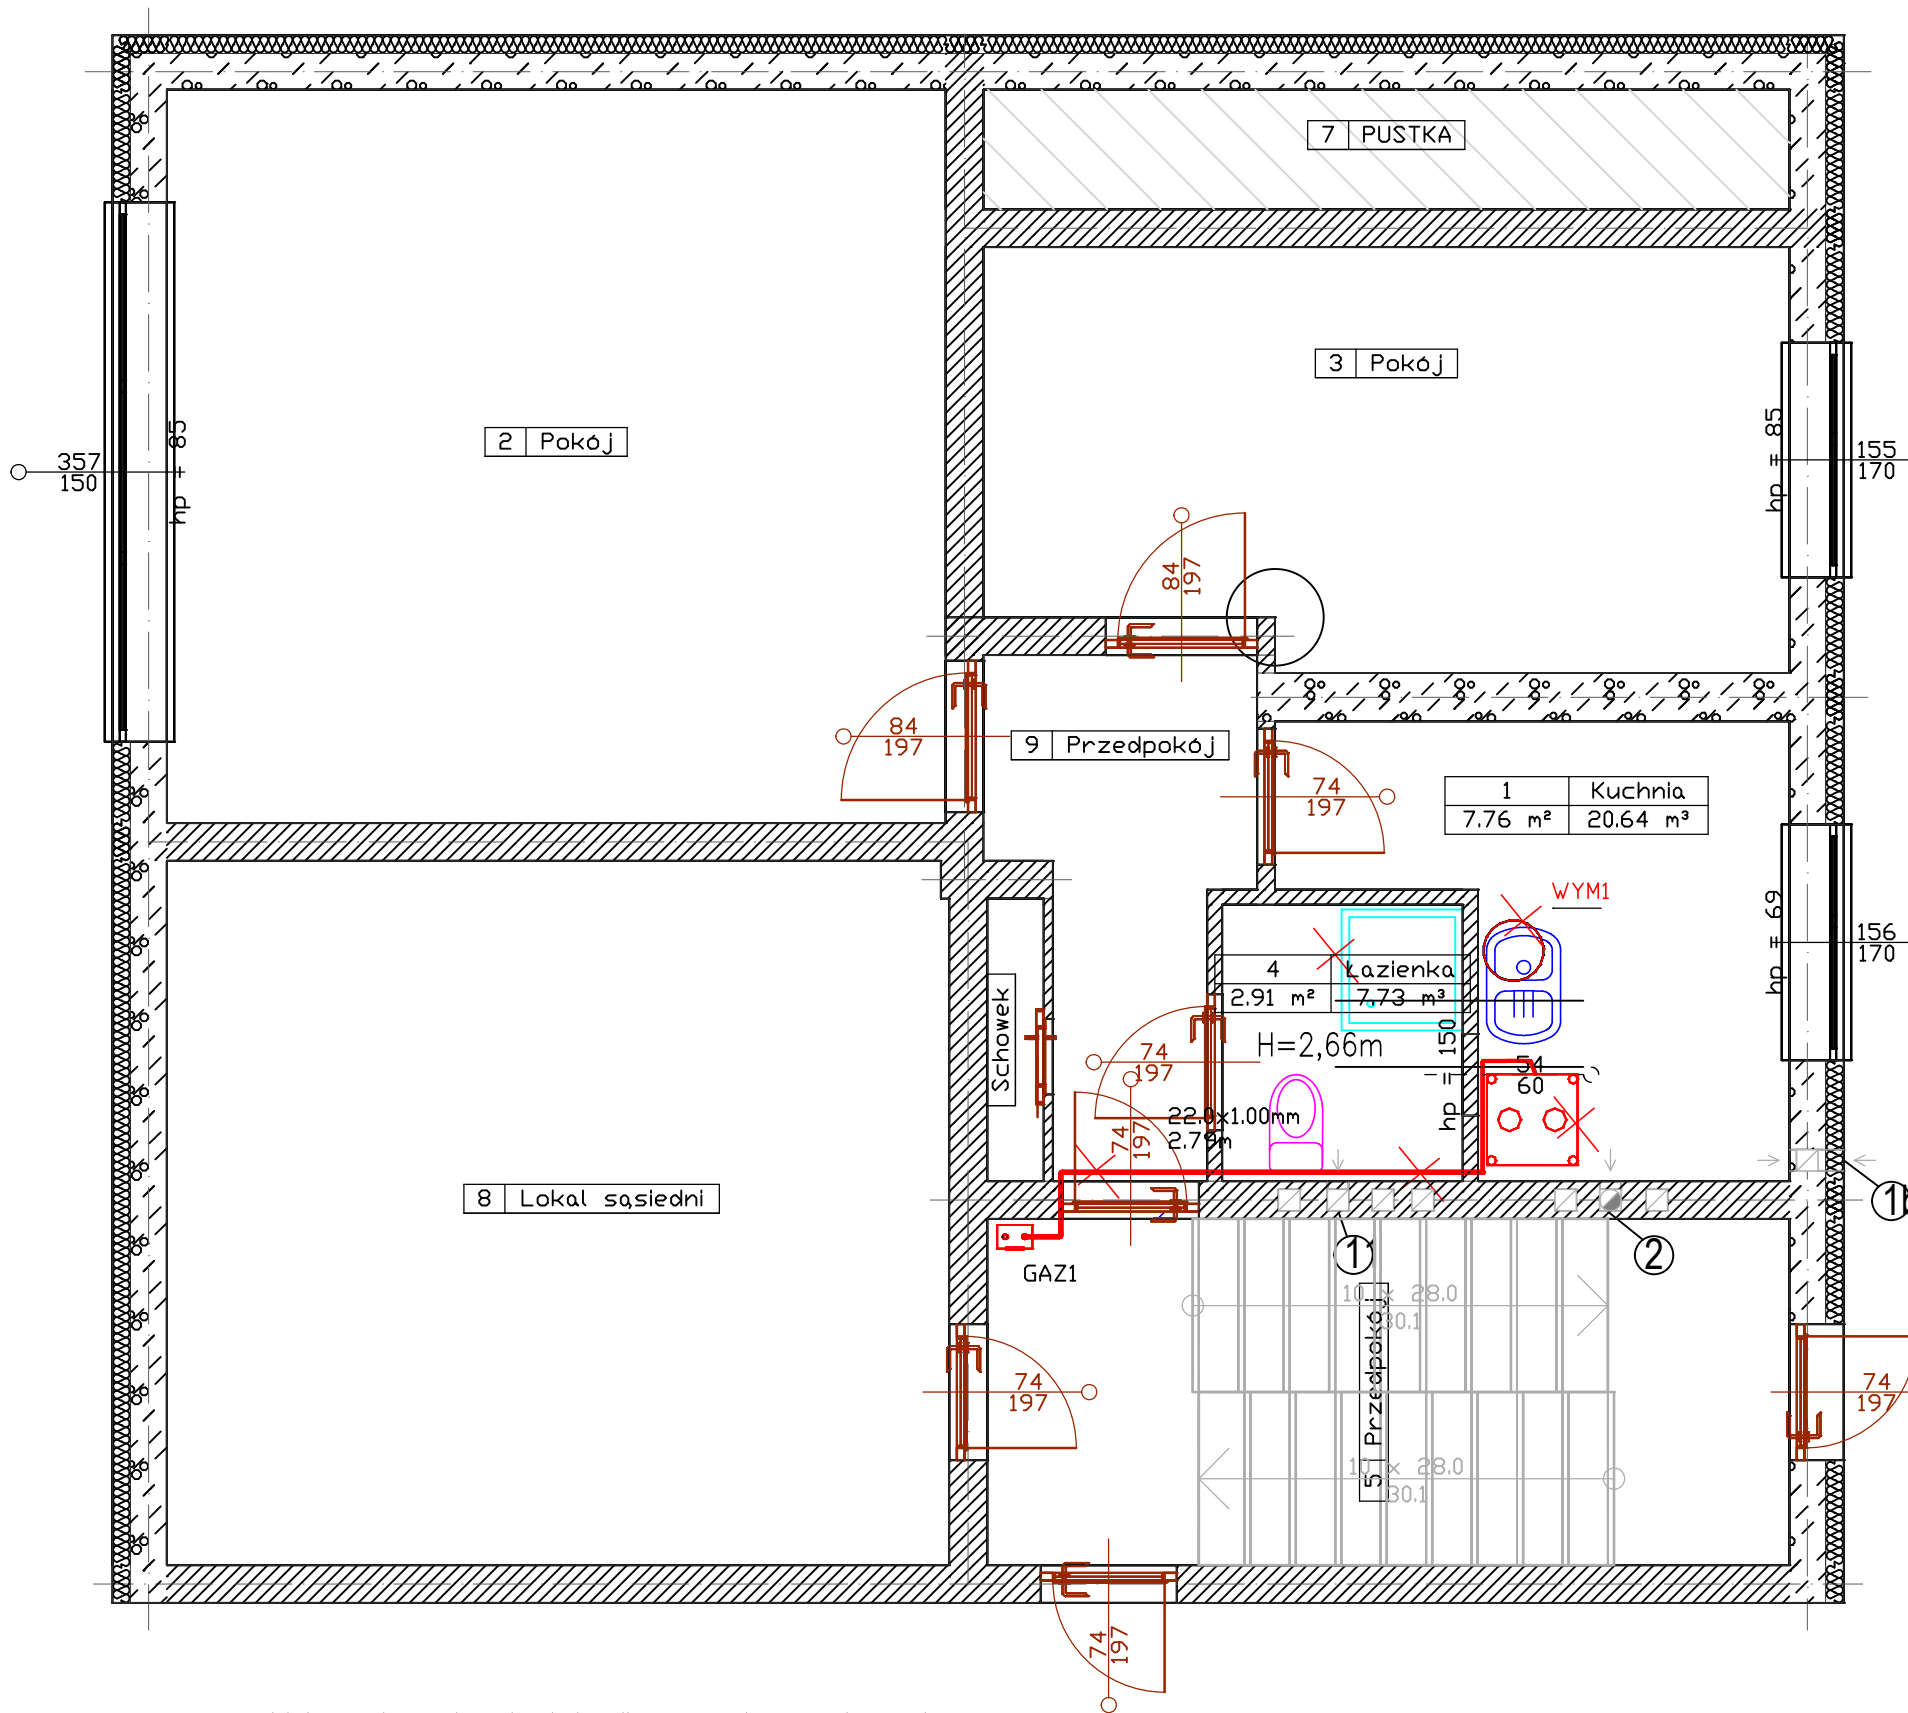 7 PUSTKA
3 Pokój
hp = 85
155
170
2 Pokój
hp = 85
357
150
84
197
84
197
9 Przedpokój
74
197
1 Kuchnia
7.76 m² 20.64 m³
WYM1
hp = 69
156
170
4 Łazienka
2.91 m² 7.73 m³
H=2,66m
hp = 150
54
60
Schowek
74
197
22.0x1.00mm
2.79m
74
197
8 Lokal sąsiedni
GAZ1
1
2
10 x 28.0
30.1
5 Przedpokój
10 x 28.0
30.1
74
197
74
197
74
197